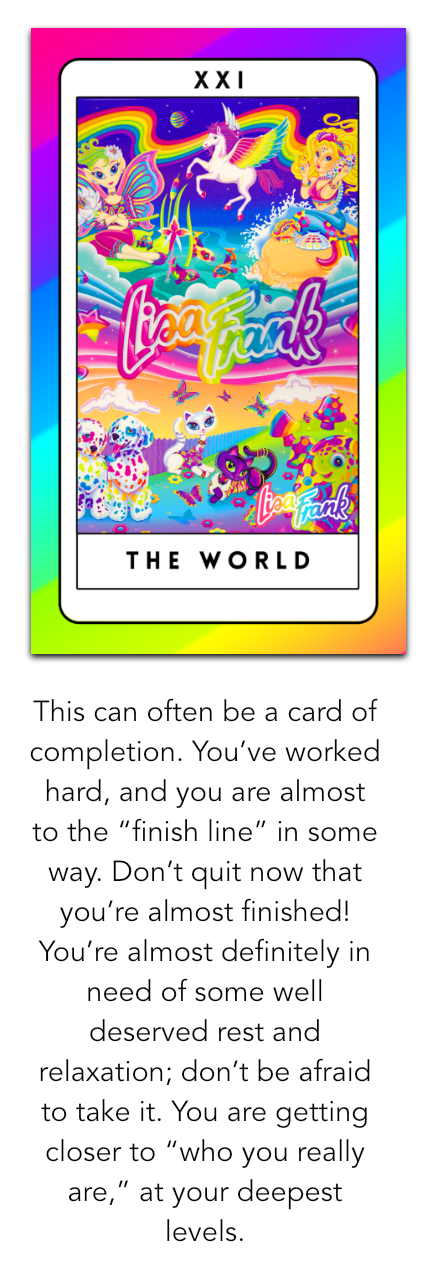 XXI
Lisa Frank
Lisa Frank
THE WORLD
This can often be a card of
completion. You’ve worked
hard, and you are almost
to the “finish line” in some
way. Don’t quit now that
you’re almost finished!
You’re almost definitely in
need of some well
deserved rest and
relaxation; don’t be afraid
to take it. You are getting
closer to “who you really
are,” at your deepest
levels.